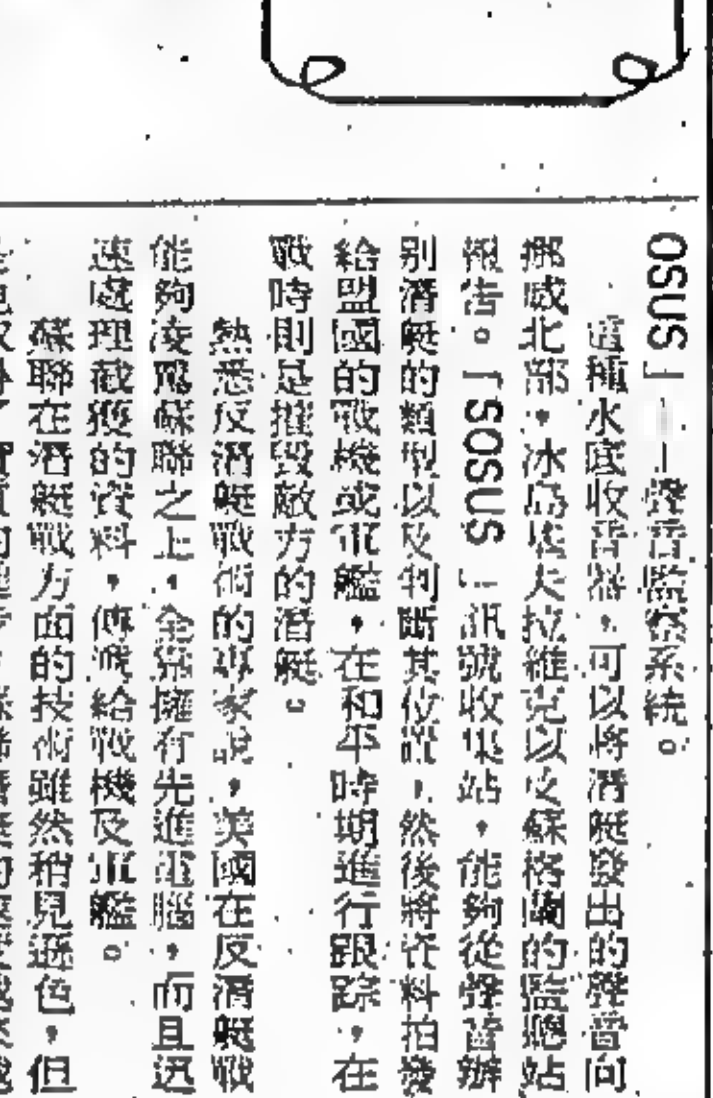 OSUS」——聲音監察系統。
這種水底收音器，可以將潛艇發出的聲音向
挪威北部，冰島埃夫拉維克以及蘇格蘭的監聽站
報告。「SOSUS」訊號收集站，能夠從聲音辦
別潛艇的類型以及判斷其位置，然後將資料拍發
給盟國的戰機或軍艦，在和平時期進行跟踪，在
戰時則是摧毀敵方的潛艇。
熱悉反潛艇戰術的專家說，美國在反潛艇戰
能夠凌駕蘇聯之上，全靠擁有先進電腦，而且迅
速處理截獲的資料，傳遞給戰機及軍艦。
蘇聯在潛艇戰方面的技術雖然稍見遜色，但